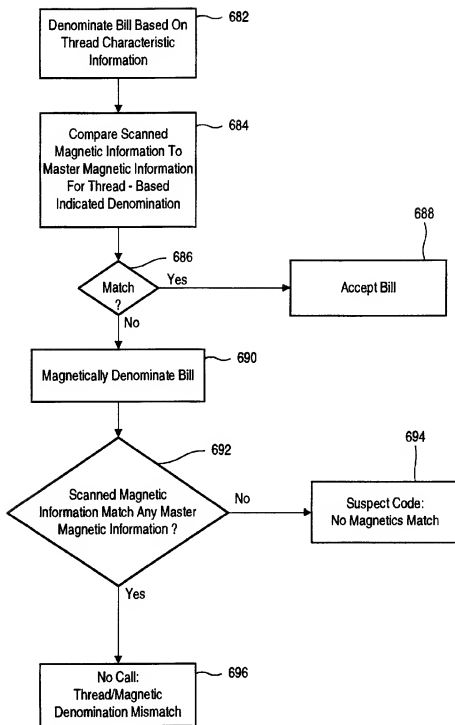 682
Denominate Bill Based On
Thread Characteristic
Information
684
Compare Scanned
Magnetic Information To
Master Magnetic Information
For Thread - Based
Indicated Denomination
686
Match
?
Yes
No
688
Accept Bill
690
Magnetically Denominate Bill
692
Scanned Magnetic
Information Match Any Master
Magnetic Information ?
No
Yes
694
Suspect Code:
No Magnetics Match
696
No Call:
Thread/Magnetic
Denomination Mismatch